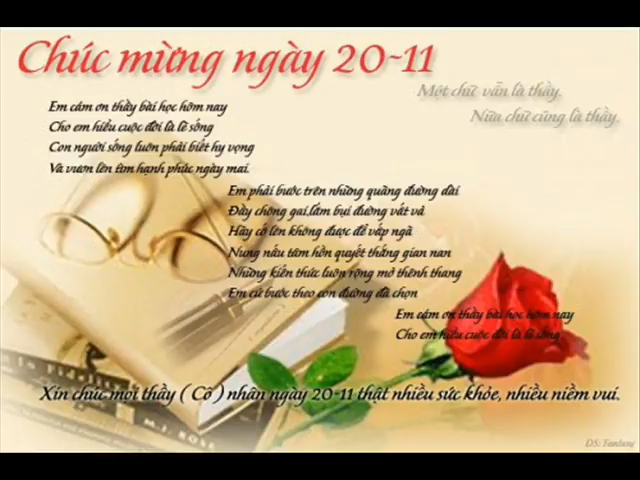 Chúc mừng ngày 20-11
Một chữ vẫn là thầy.
Nửa chữ cũng là thầy.
Em cám ơn thầy bài học hôm nay
Cho em hiểu cuộc đời là lẽ sống
Con người sống luôn phải biết hy vọng
Và vươn lên tìm hạnh phúc ngày mai.
Em phải bước trên những quãng đường dài
Đầy chông gai,lấm bụi đường vất vả
Hãy cố lên không được để vấp ngã
Nung nấu tâm hồn quyết thắng gian nan
Những kiến thức luôn rộng mở thênh thang
Em cứ bước theo con đường đã chọn
Em cám ơn thầy bài học hôm nay
Cho em hiểu cuộc đời là lẽ sống
Xin chúc mọi thầy ( Cô ) nhân ngày 20-11 thật nhiều sức khỏe, nhiều niềm vui.
M.J. ROSE
DS: Fantasy